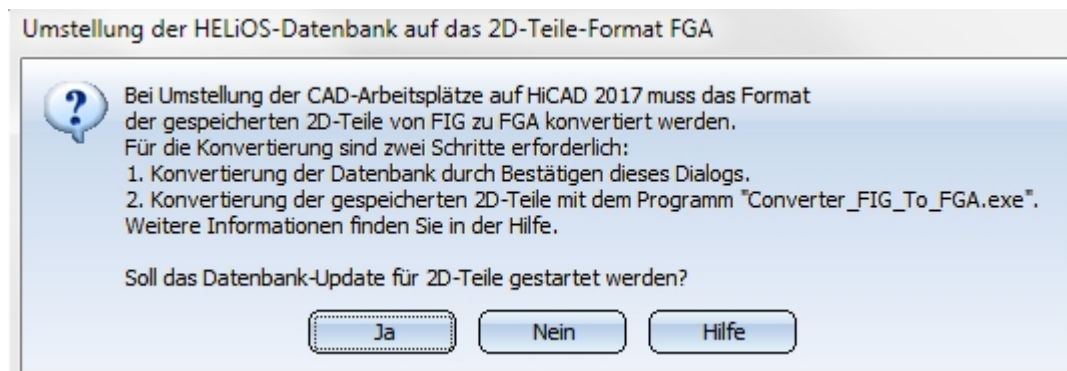 Umstellung der HELiOS-Datenbank auf das 2D-Teile-Format FGA
Bei Umstellung der CAD-Arbeitsplätze auf HiCAD 2017 muss das Format
der gespeicherten 2D-Teile von FIG zu FGA konvertiert werden.
Für die Konvertierung sind zwei Schritte erforderlich:
1. Konvertierung der Datenbank durch Bestätigen dieses Dialogs.
2. Konvertierung der gespeicherten 2D-Teile mit dem Programm "Converter_FIG_To_FGA.exe".
Weitere Informationen finden Sie in der Hilfe.
Soll das Datenbank-Update für 2D-Teile gestartet werden?
Ja Nein Hilfe